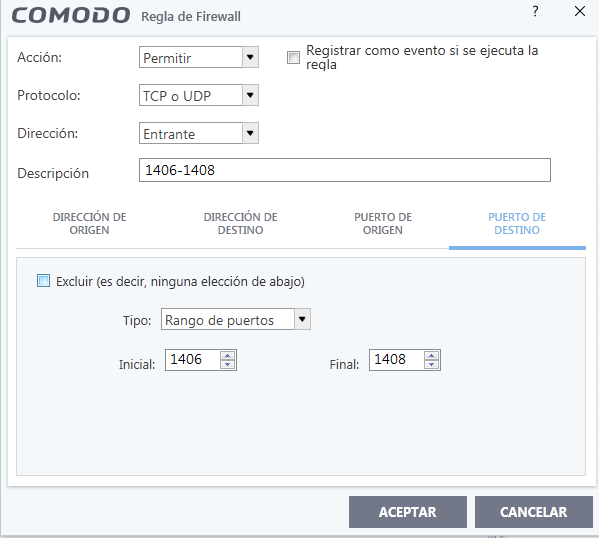 COMODO Regla de Firewall ?
Acción: Permitir Registrar como evento si se ejecuta la
regla
Protocolo: TCP o UDP
Dirección: Entrante
Descripción 1406-1408
DIRECCIÓN DE DIRECCIÓN DE PUERTO DE PUERTO DE
ORIGEN DESTINO ORIGEN DESTINO
Excluir (es decir, ninguna elección de abajo)
Tipo: Rango de puertos
Inicial: 1406 Final: 1408
ACEPTAR CANCELAR